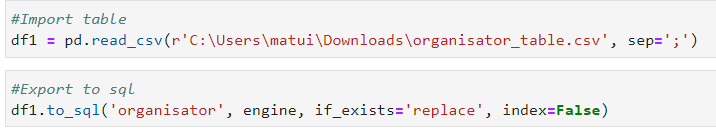 #Import table
df1 = pd.read_csv(r'C:\Users\matui\Downloads\organisator_table.csv', sep=';')
#Export to sql
df1.to_sql('organisator', engine, if_exists='replace', index=False)